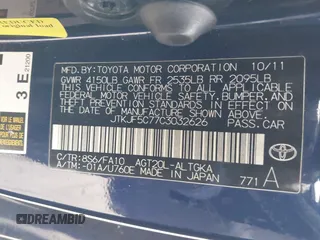 3 E
MFD. BY: TOYOTA MOTOR CORPORATION 10/11
GVWR 4150LB GAWR FR 2535LB RR 2095LB
THIS VEHICLE CONFORMS TO ALL APPLICABLE
FEDERAL MOTOR VEHICLE SAFETY, BUMPER, AND
THEFT PREVENTION STANDARDS IN EFFECT ON
THE DATE OF MANUFACTURE SHOWN ABOVE.
JTKJF5C77C3032626 PASS.CAR
C/TR: 8S6/FA10 AGT20L-ALTGKA
A/TM: -01A/U760E MADE IN JAPAN
TOYOTA
771 A
DREAMBID